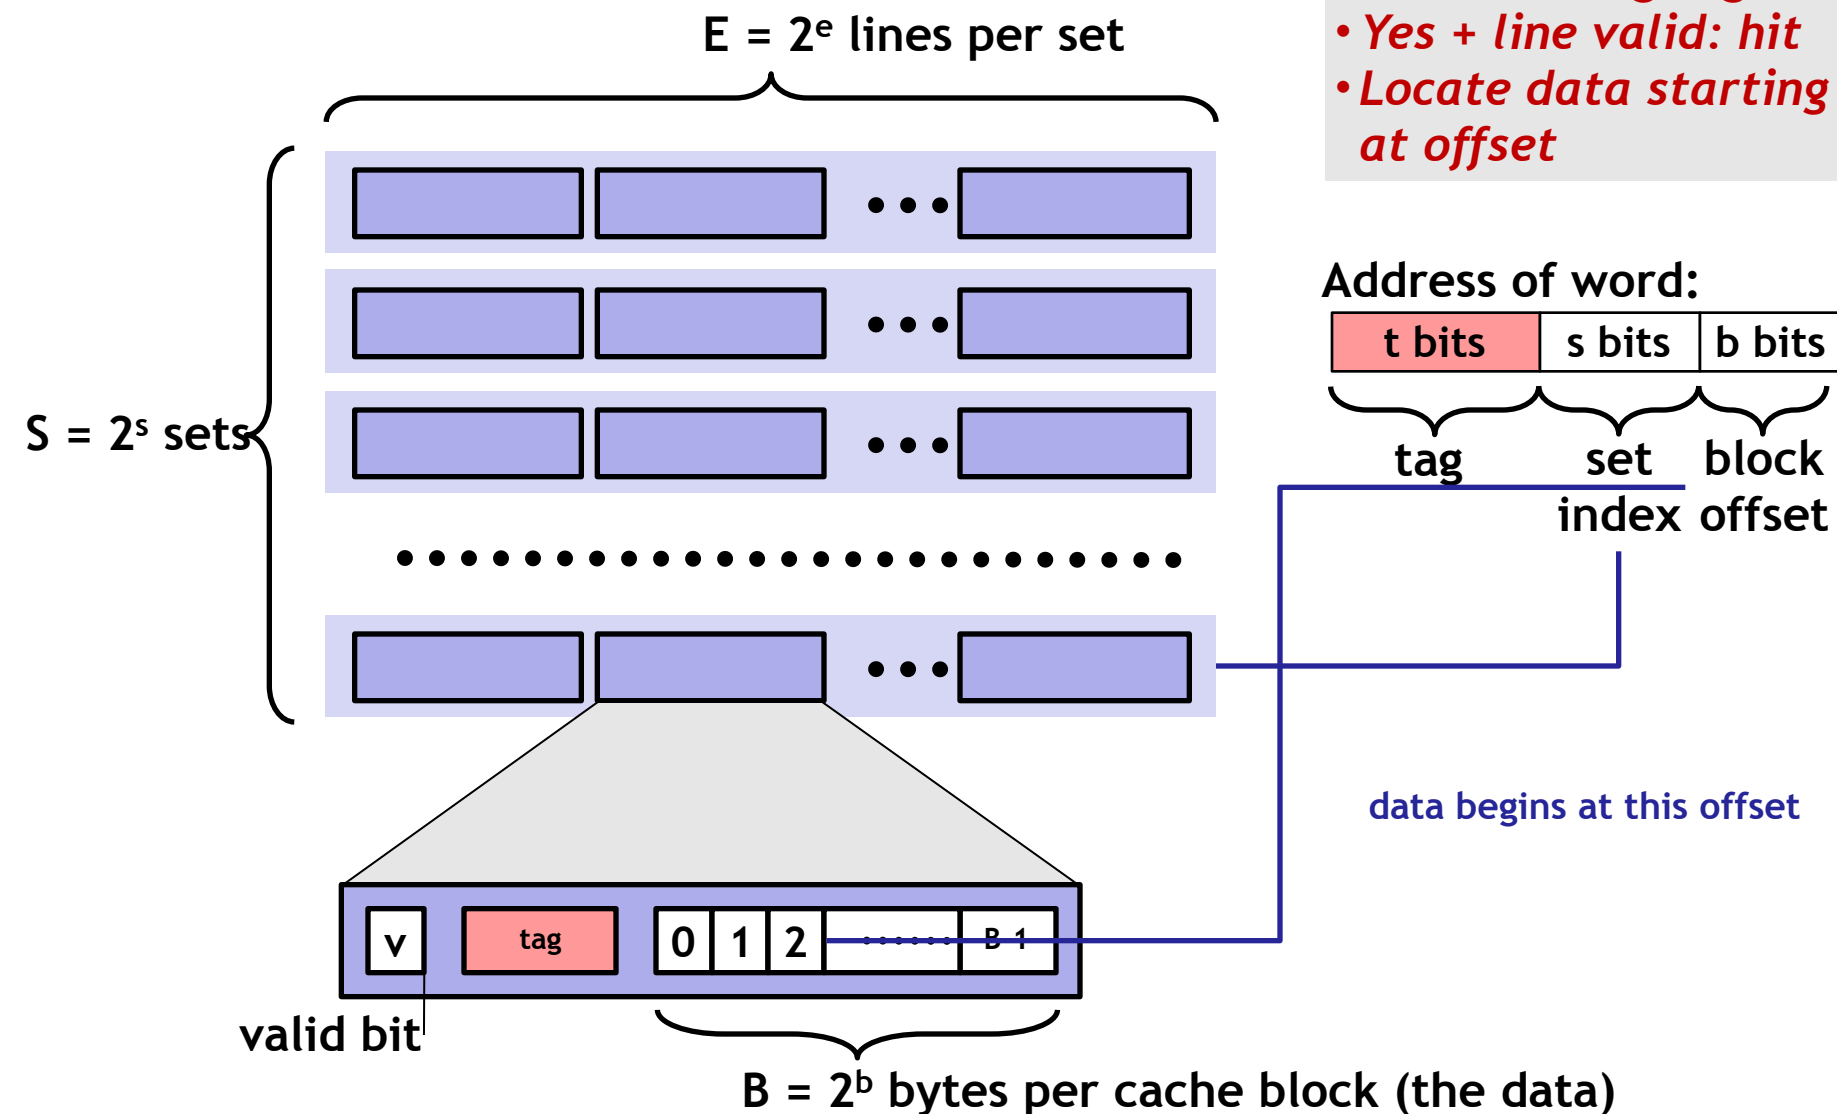 E = 2ᵉ lines per set
• Yes + line valid: hit
• Locate data starting
at offset
Address of word:
t bits s bits b bits
tag set block
index offset
S = 2ˢ sets
data begins at this offset
v tag 0 1 2 B-1
valid bit
B = 2ᵇ bytes per cache block (the data)